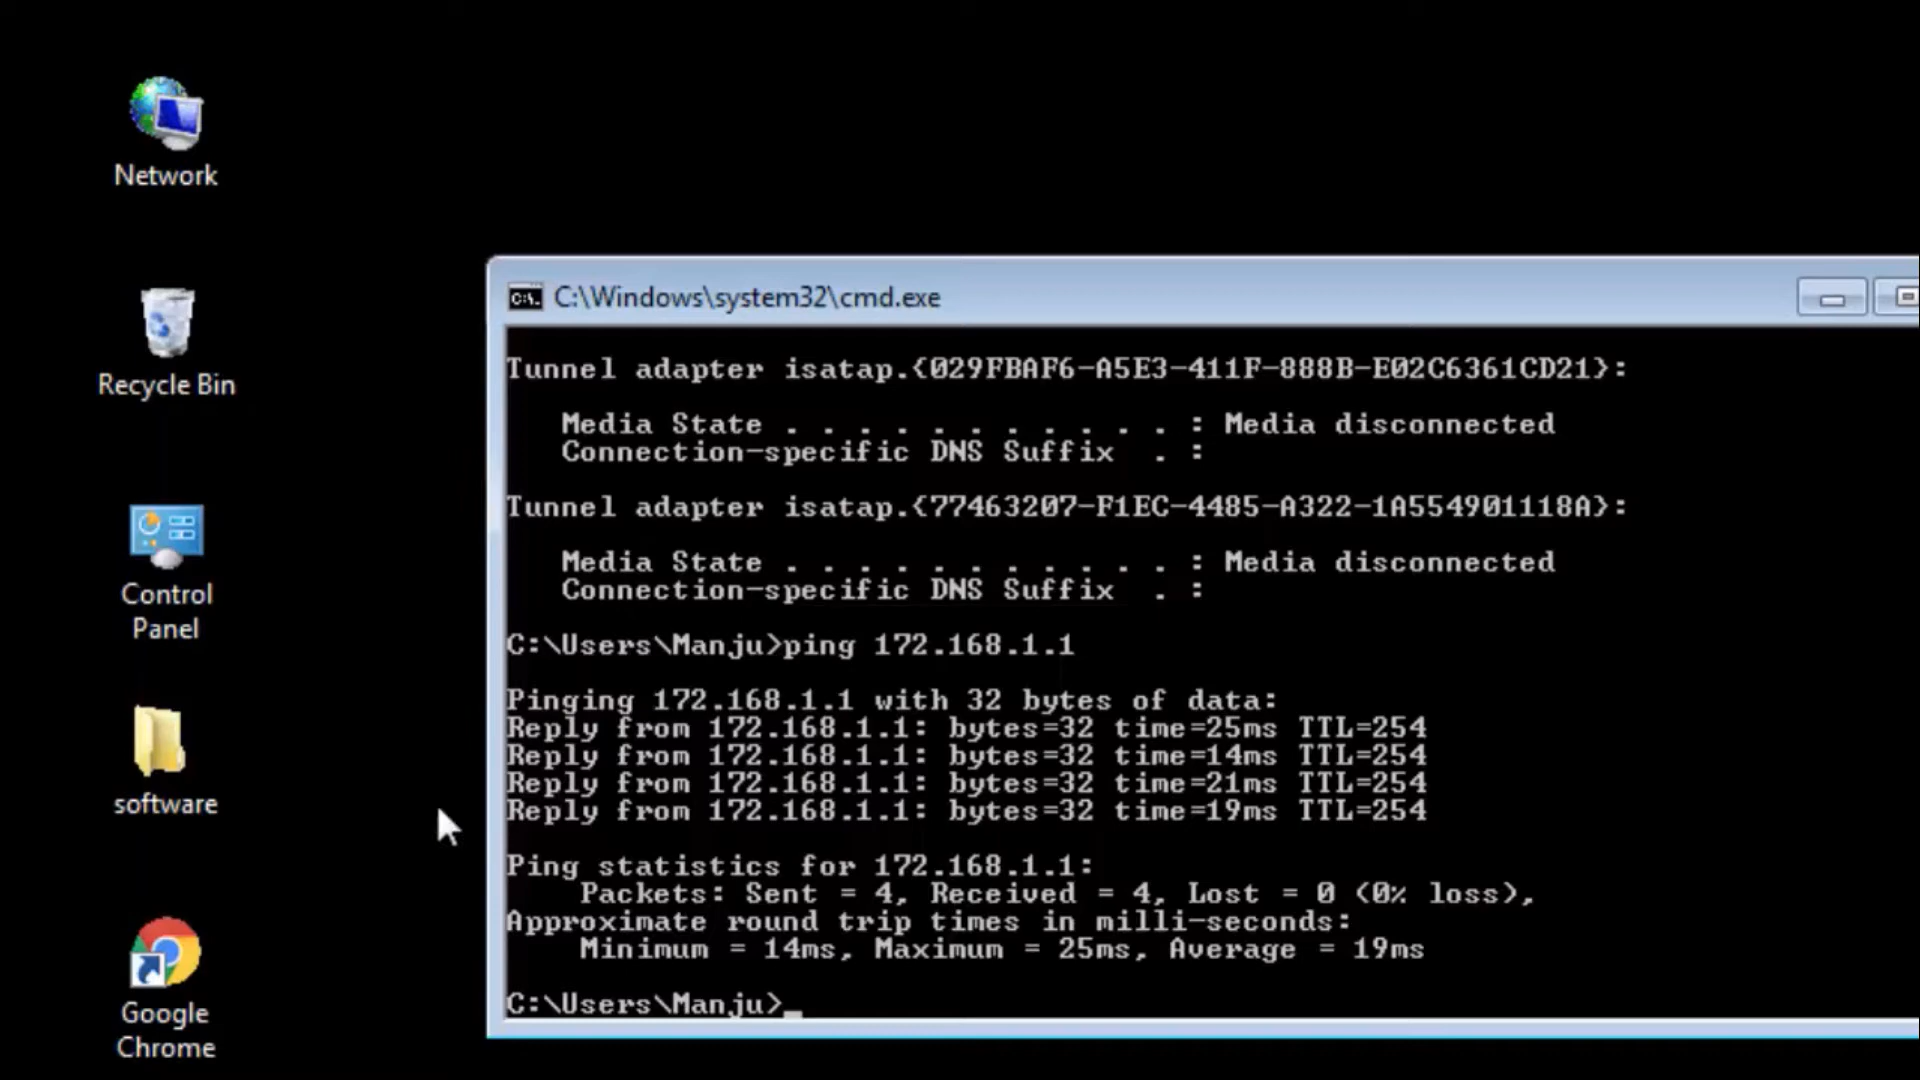 Network
Recycle Bin
Control
Panel
software
Google
Chrome
C:\Windows\system32\cmd.exe
Tunnel adapter isatap.{029FBAF6-A5E3-411F-888B-E02C6361CD21}:
Media State . . . . . . . . . . . : Media disconnected
Connection-specific DNS Suffix  . :
Tunnel adapter isatap.{77463207-F1EC-4485-A322-1A554901118A}:
Media State . . . . . . . . . . . : Media disconnected
Connection-specific DNS Suffix  . :
C:\Users\Manju>ping 172.168.1.1
Pinging 172.168.1.1 with 32 bytes of data:
Reply from 172.168.1.1: bytes=32 time=25ms TTL=254
Reply from 172.168.1.1: bytes=32 time=14ms TTL=254
Reply from 172.168.1.1: bytes=32 time=21ms TTL=254
Reply from 172.168.1.1: bytes=32 time=19ms TTL=254
Ping statistics for 172.168.1.1:
Packets: Sent = 4, Received = 4, Lost = 0 (0% loss),
Approximate round trip times in milli-seconds:
Minimum = 14ms, Maximum = 25ms, Average = 19ms
C:\Users\Manju>_